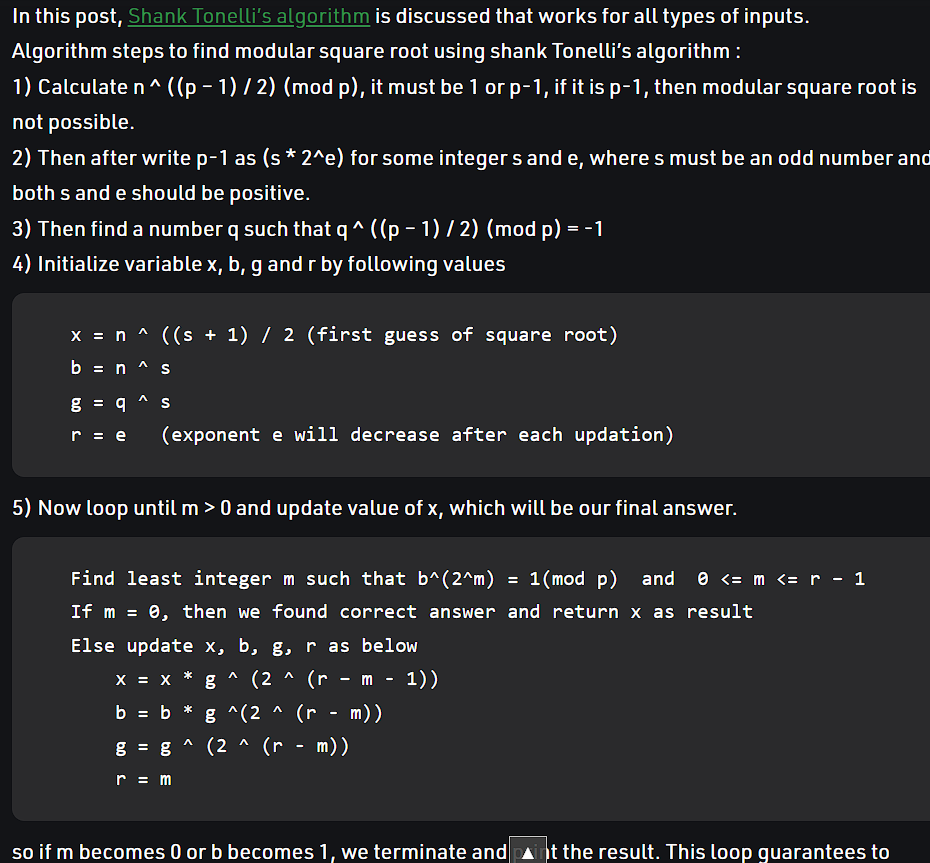 In this post, Shank Tonelli's algorithm is discussed that works for all types of inputs.
Algorithm steps to find modular square root using shank Tonelli's algorithm :
1) Calculate n ^ ((p – 1) / 2) (mod p), it must be 1 or p-1, if it is p-1, then modular square root is
not possible.
2) Then after write p-1 as (s * 2^e) for some integer s and e, where s must be an odd number and
both s and e should be positive.
3) Then find a number q such that q ^ ((p – 1) / 2) (mod p) = -1
4) Initialize variable x, b, g and r by following values
x = n ^ ((s + 1) / 2 (first guess of square root)
b = n ^ s
g = q ^ s
r = e   (exponent e will decrease after each updation)
5) Now loop until m > 0 and update value of x, which will be our final answer.
Find least integer m such that b^(2^m) = 1(mod p)  and  0 <= m <= r - 1
If m = 0, then we found correct answer and return x as result
Else update x, b, g, r as below
x = x * g ^ (2 ^ (r - m - 1))
b = b * g ^(2 ^ (r - m))
g = g ^ (2 ^ (r - m))
r = m
so if m becomes 0 or b becomes 1, we terminate and the result. This loop guarantees to